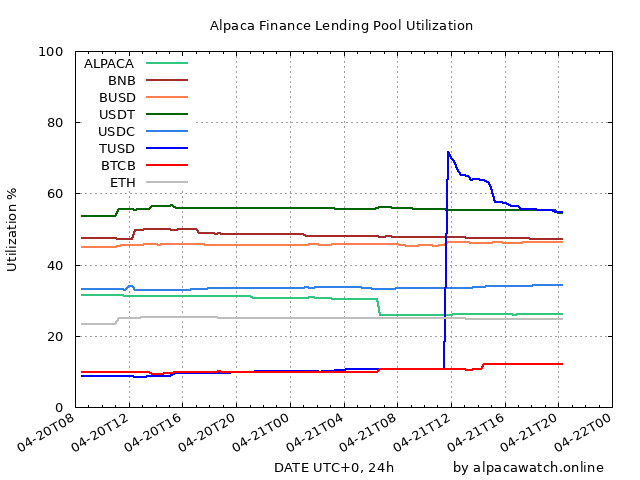 Alpaca Finance Lending Pool Utilization
100
80
60
40
20
0
Utilization %
ALPACA
BNB
BUSD
USDT
USDC
TUSD
BTCB
ETH
04-20T08
04-20T12
04-20T16
04-20T20
04-21T00
04-21T04
04-21T08
04-21T12
04-21T16
04-21T20
04-22T00
DATE UTC+0, 24h
by alpacawatch.online